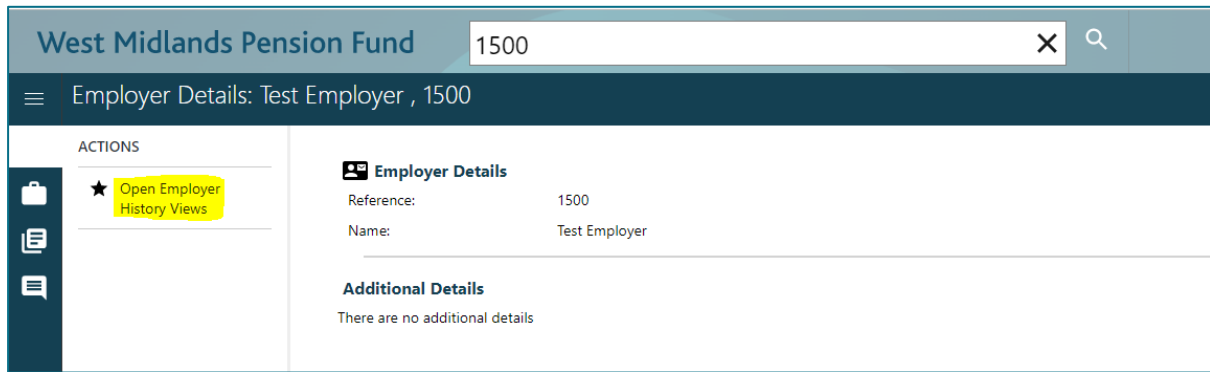 West Midlands Pension Fund
1500
Employer Details: Test Employer , 1500
ACTIONS
Open Employer
History Views
Employer Details
Reference: 1500
Name: Test Employer
Additional Details
There are no additional details